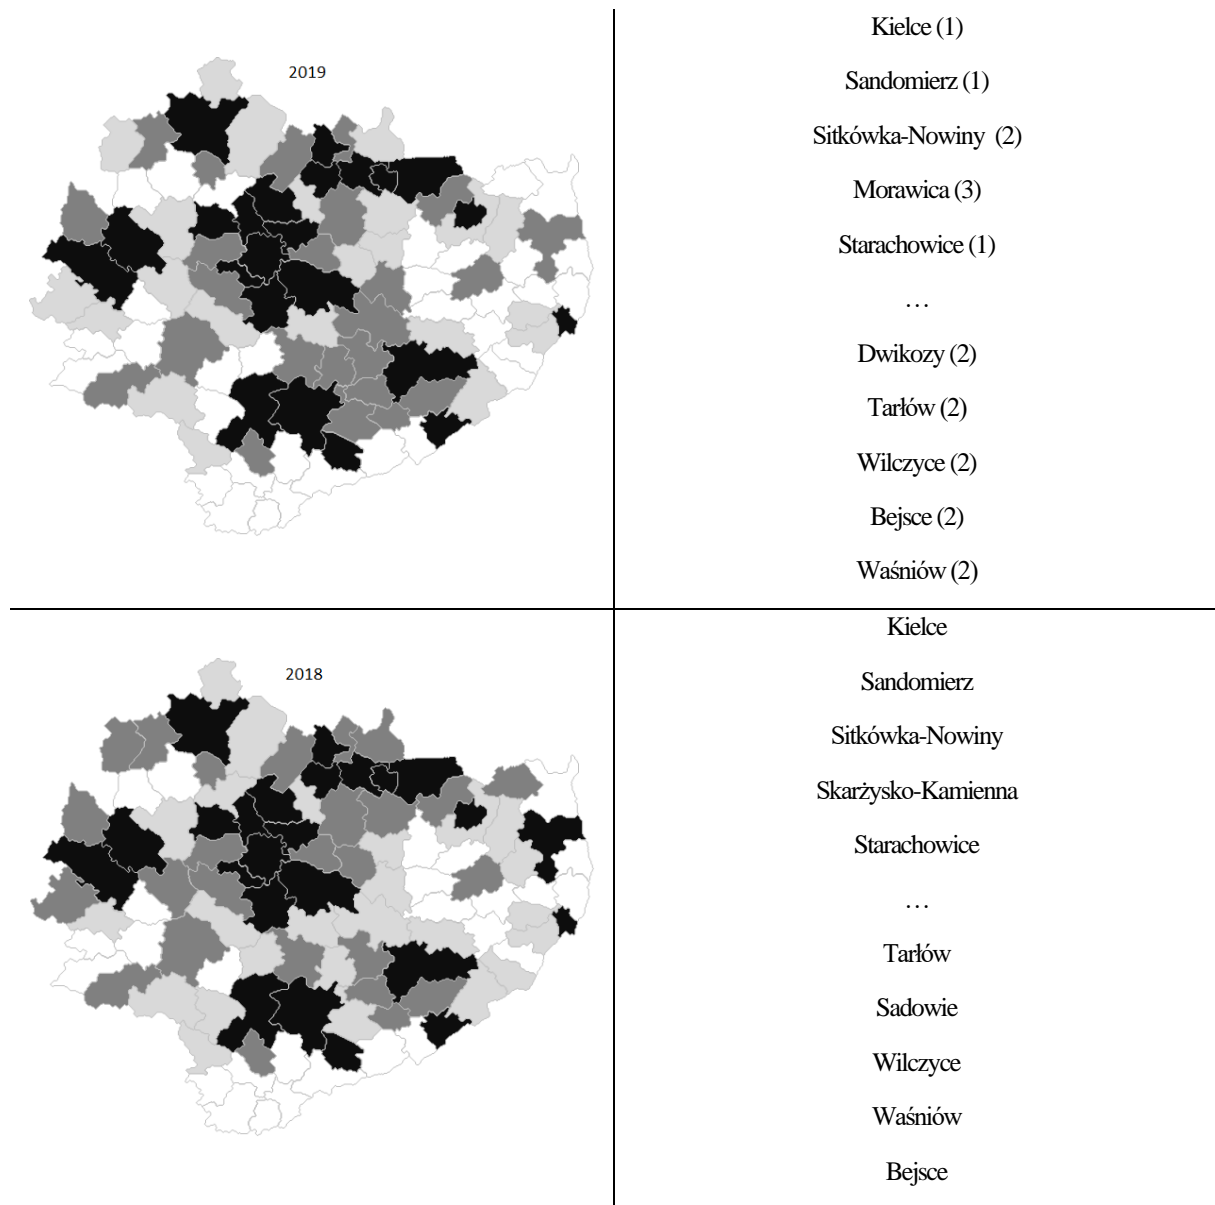 2019
Kielce (1)
Sandomierz (1)
Sitkówka-Nowiny (2)
Morawica (3)
Starachowice (1)
…
Dwikozy (2)
Tarłów (2)
Wilczyce (2)
Bejsce (2)
Waśniów (2)
2018
Kielce
Sandomierz
Sitkówka-Nowiny
Skarżysko-Kamienna
Starachowice
…
Tarłów
Sadowie
Wilczyce
Waśniów
Bejsce